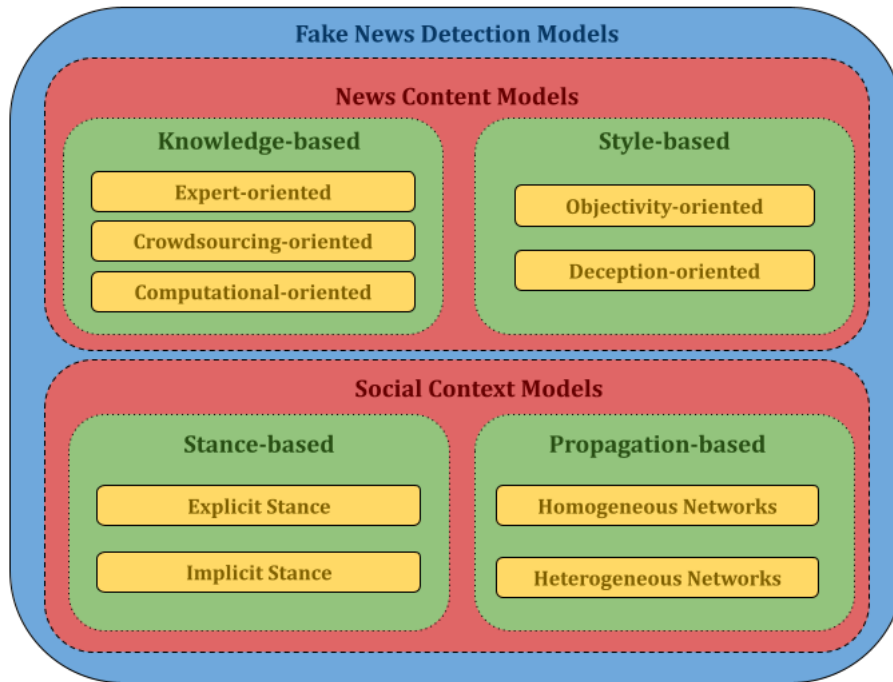 Fake News Detection Models
News Content Models
Knowledge-based
Expert-oriented
Crowdsourcing-oriented
Computational-oriented
Style-based
Objectivity-oriented
Deception-oriented
Social Context Models
Stance-based
Explicit Stance
Implicit Stance
Propagation-based
Homogeneous Networks
Heterogeneous Networks